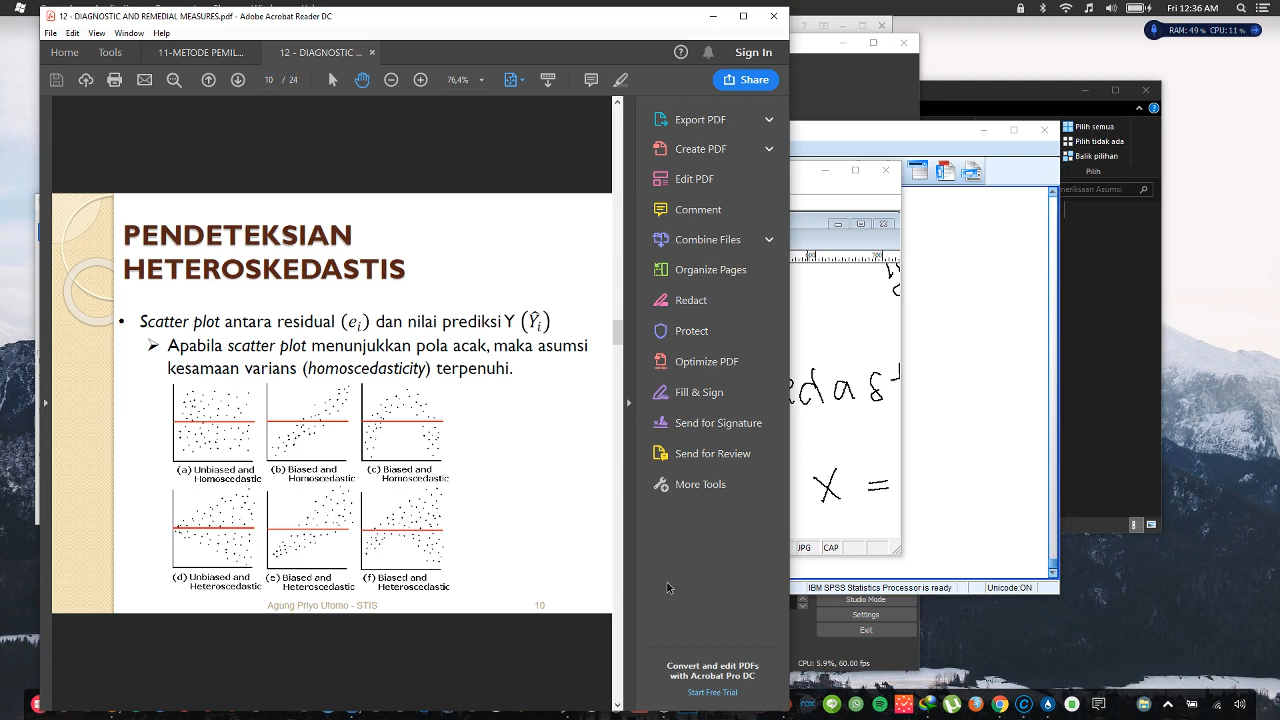 12 - DIAGNOSTIC AND REMEDIAL MEASURES.pdf - Adobe Acrobat Reader DC
File Edit View Window Help
Home Tools 11-METODE PEMIL... 12 - DIAGNOSTIC ... × Sign In
10 / 24 76,4% Share
PENDETEKSIAN
HETEROSKEDASTIS
• Scatter plot antara residual (eᵢ) dan nilai prediksi Y (Ŷᵢ)
➢ Apabila scatter plot menunjukkan pola acak, maka asumsi
kesamaan varians (homoscedasticity) terpenuhi.
(a) Unbiased and Homoscedastic
(b) Biased and Homoscedastic
(c) Biased and Homoscedastic
(d) Unbiased and Heteroscedastic
(e) Biased and Heteroscedastic
(f) Biased and Heteroscedastic
Agung Priyo Utomo - STIS 10
Export PDF
Create PDF
Edit PDF
Comment
Combine Files
Organize Pages
Redact
Protect
Optimize PDF
Fill & Sign
Send for Signature
Send for Review
More Tools
Convert and edit PDFs
with Acrobat Pro DC
Start Free Trial
Fri 12:36 AM
RAM: 49% CPU: 11%
Pilih semua
Pilih tidak ada
Balik pilihan
Pilih
meriksaan Asumsi
edas
X =
JPG CAP
IBM SPSS Statistics Processor is ready Unicode:ON
Studio Mode
Settings
Exit
CPU: 5.9%, 60.00 fps